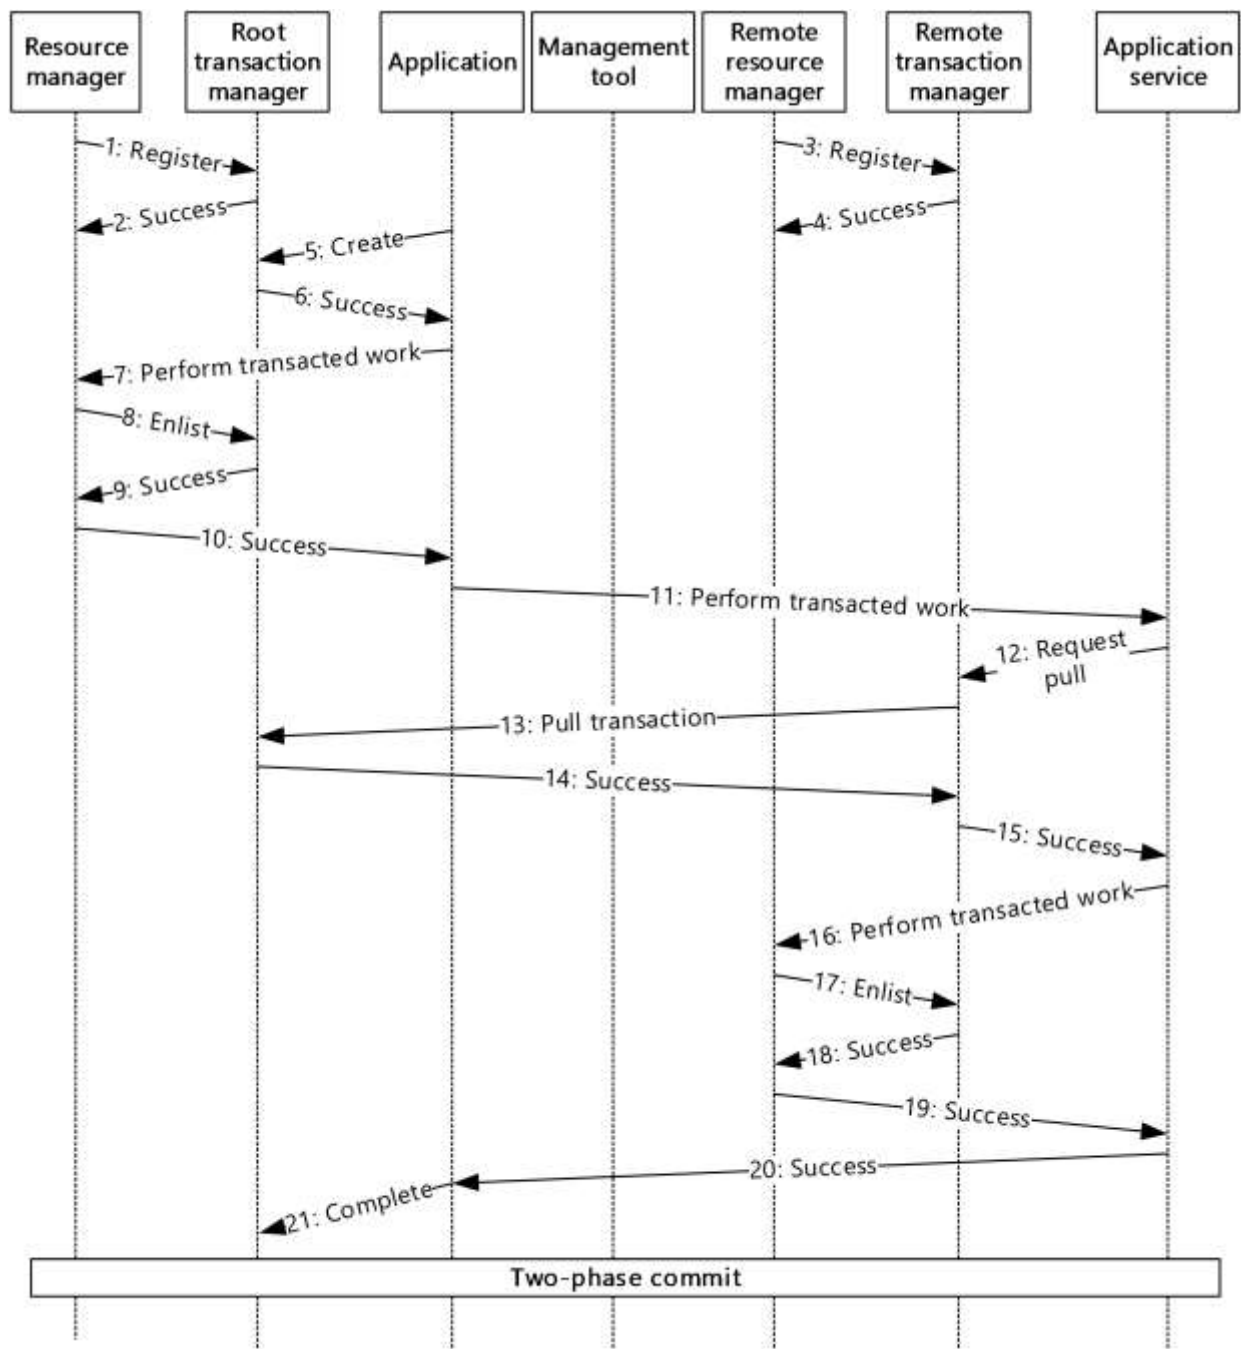 Resource
manager
Root
transaction
manager
Application
Management
tool
Remote
resource
manager
Remote
transaction
manager
Application
service
1: Register
3: Register
2: Success
4: Success
5: Create
6: Success
7: Perform transacted work
8: Enlist
9: Success
10: Success
11: Perform transacted work
12: Request
pull
13: Pull transaction
14: Success
15: Success
16: Perform transacted work
17: Enlist
18: Success
19: Success
20: Success
21: Complete
Two-phase commit